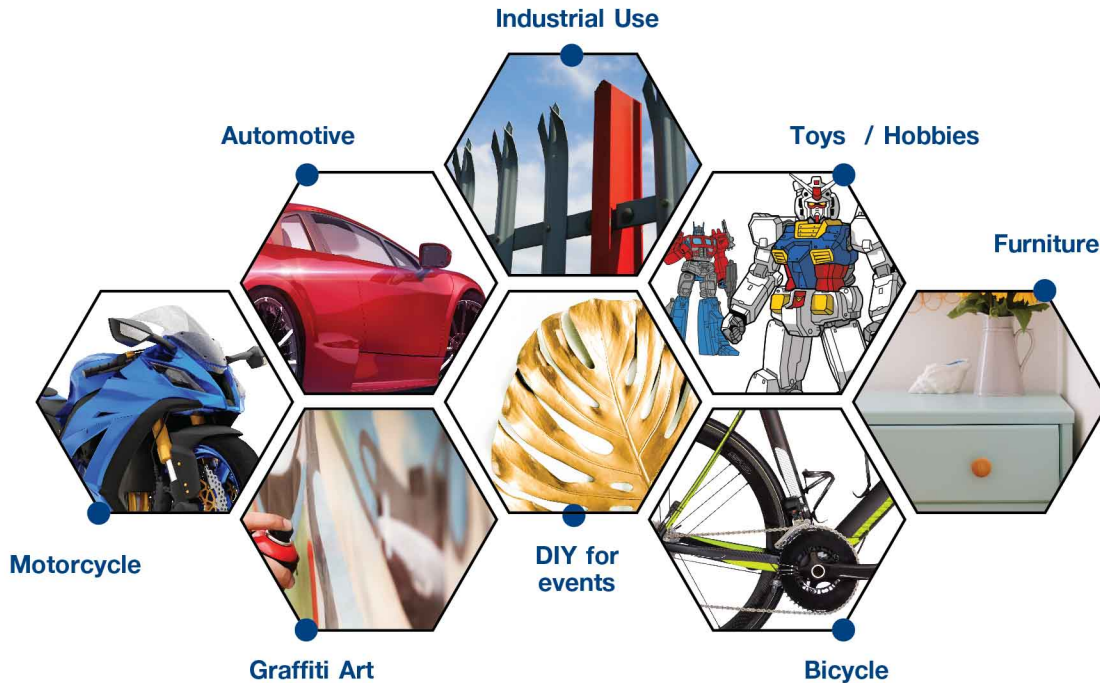 Industrial Use
Automotive
Toys / Hobbies
Furniture
Motorcycle
DIY for
events
Graffiti Art
Bicycle